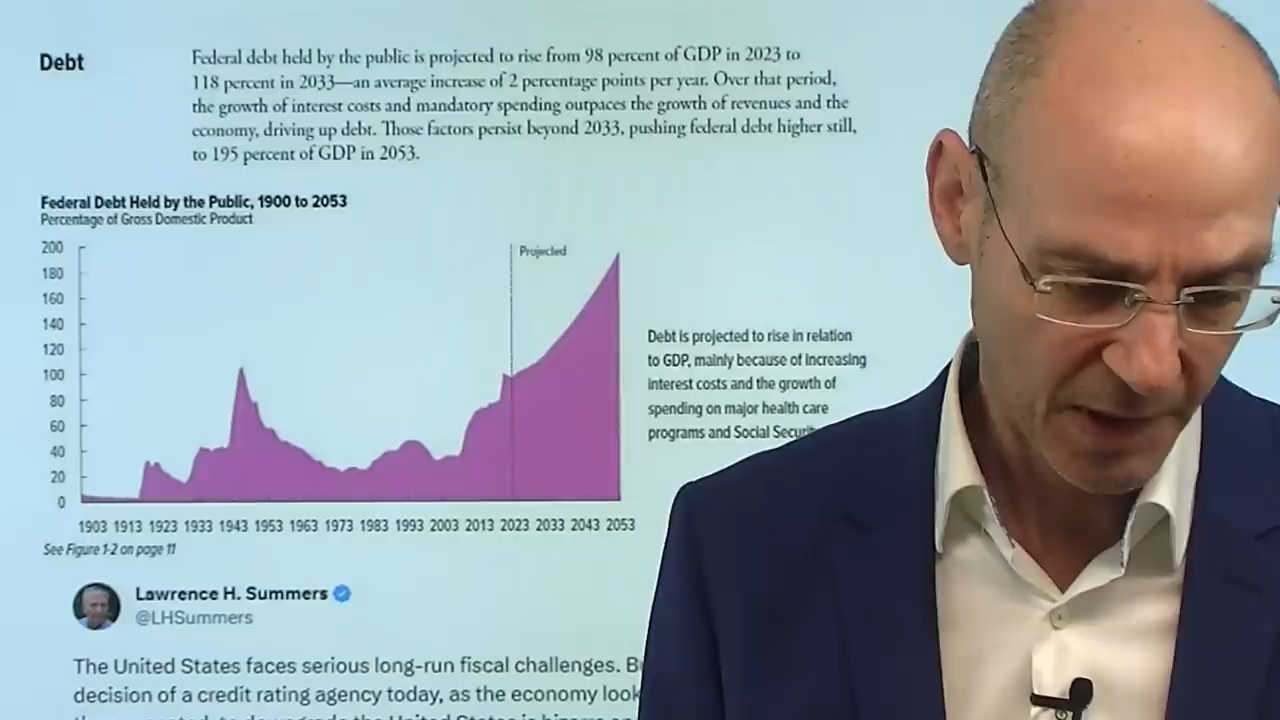 Debt
Federal debt held by the public is projected to rise from 98 percent of GDP in 2023 to
118 percent in 2033—an average increase of 2 percentage points per year. Over that period,
the growth of interest costs and mandatory spending outpaces the growth of revenues and the
economy, driving up debt. Those factors persist beyond 2033, pushing federal debt higher still,
to 195 percent of GDP in 2053.
Federal Debt Held by the Public, 1900 to 2053
Percentage of Gross Domestic Product
200
180
160
140
120
100
80
60
40
20
0
Projected
1903 1913 1923 1933 1943 1953 1963 1973 1983 1993 2003 2013 2023 2033 2043 2053
See Figure 1-2 on page 11
Debt is projected to rise in relation
to GDP, mainly because of increasing
interest costs and the growth of
spending on major health care
programs and Social
Lawrence H. Summers
@LHSummers
The United States faces serious long-run fiscal challenges.
decision of a credit rating agency today, as the economy